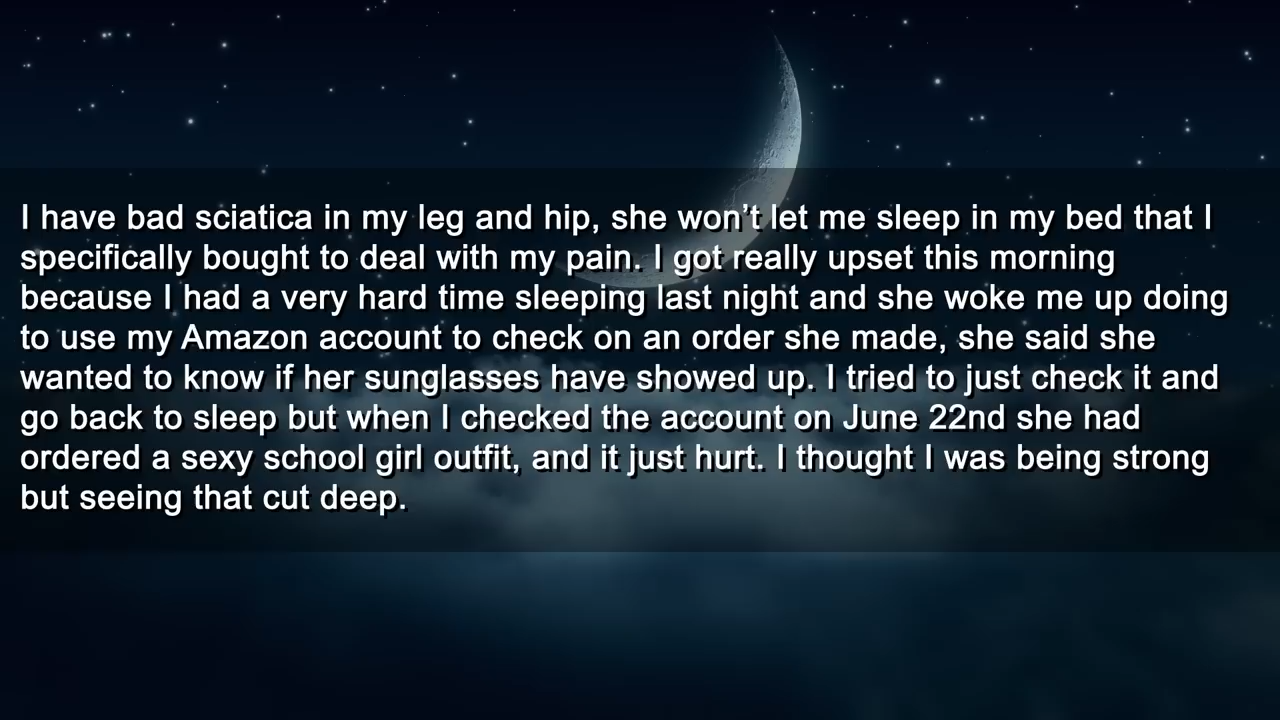 I have bad sciatica in my leg and hip, she won’t let me sleep in my bed that I
specifically bought to deal with my pain. I got really upset this morning
because I had a very hard time sleeping last night and she woke me up doing
to use my Amazon account to check on an order she made, she said she
wanted to know if her sunglasses have showed up. I tried to just check it and
go back to sleep but when I checked the account on June 22nd she had
ordered a sexy school girl outfit, and it just hurt. I thought I was being strong
but seeing that cut deep.